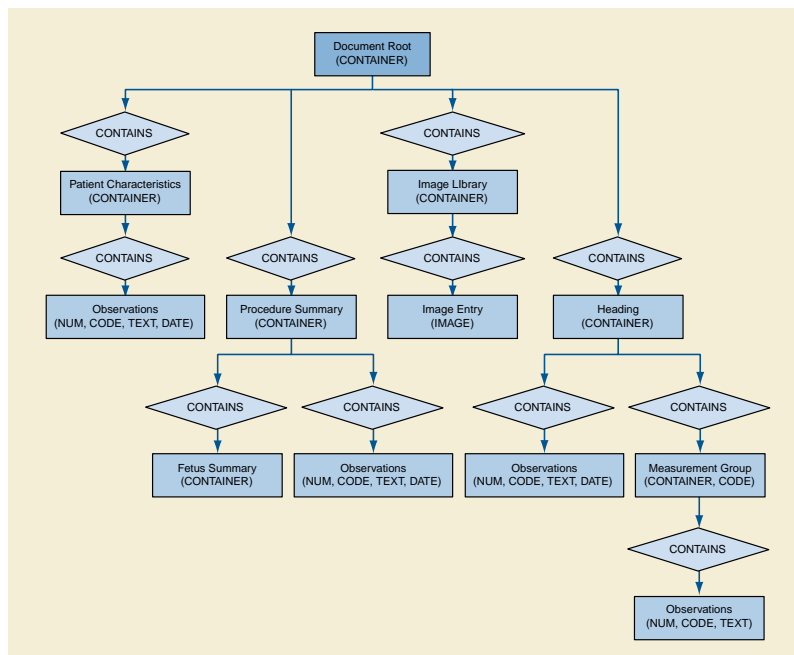 Document Root
(CONTAINER)
CONTAINS
CONTAINS
Patient Characteristics
(CONTAINER)
Image LIbrary
(CONTAINER)
CONTAINS
CONTAINS
CONTAINS
CONTAINS
Observations
(NUM, CODE, TEXT, DATE)
Procedure Summary
(CONTAINER)
Image Entry
(IMAGE)
Heading
(CONTAINER)
CONTAINS
CONTAINS
CONTAINS
CONTAINS
Fetus Summary
(CONTAINER)
Observations
(NUM, CODE, TEXT, DATE)
Observations
(NUM, CODE, TEXT, DATE)
Measurement Group
(CONTAINER, CODE)
CONTAINS
Observations
(NUM, CODE, TEXT)